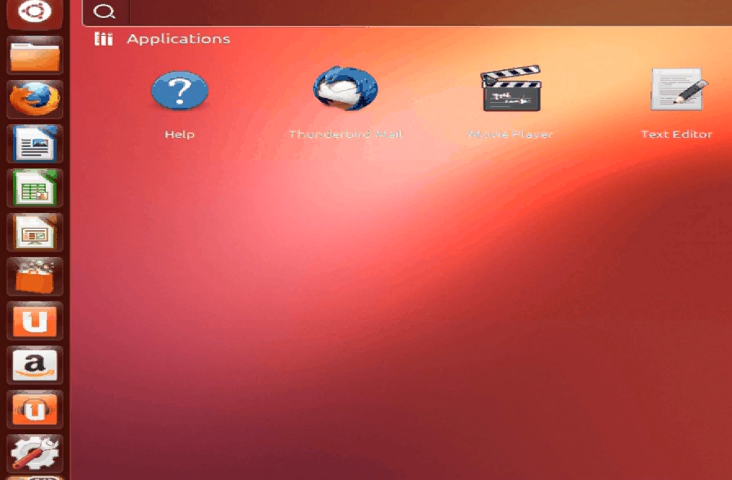 Applications
Help
Thunderbird Mail
Movie Player
Text Editor